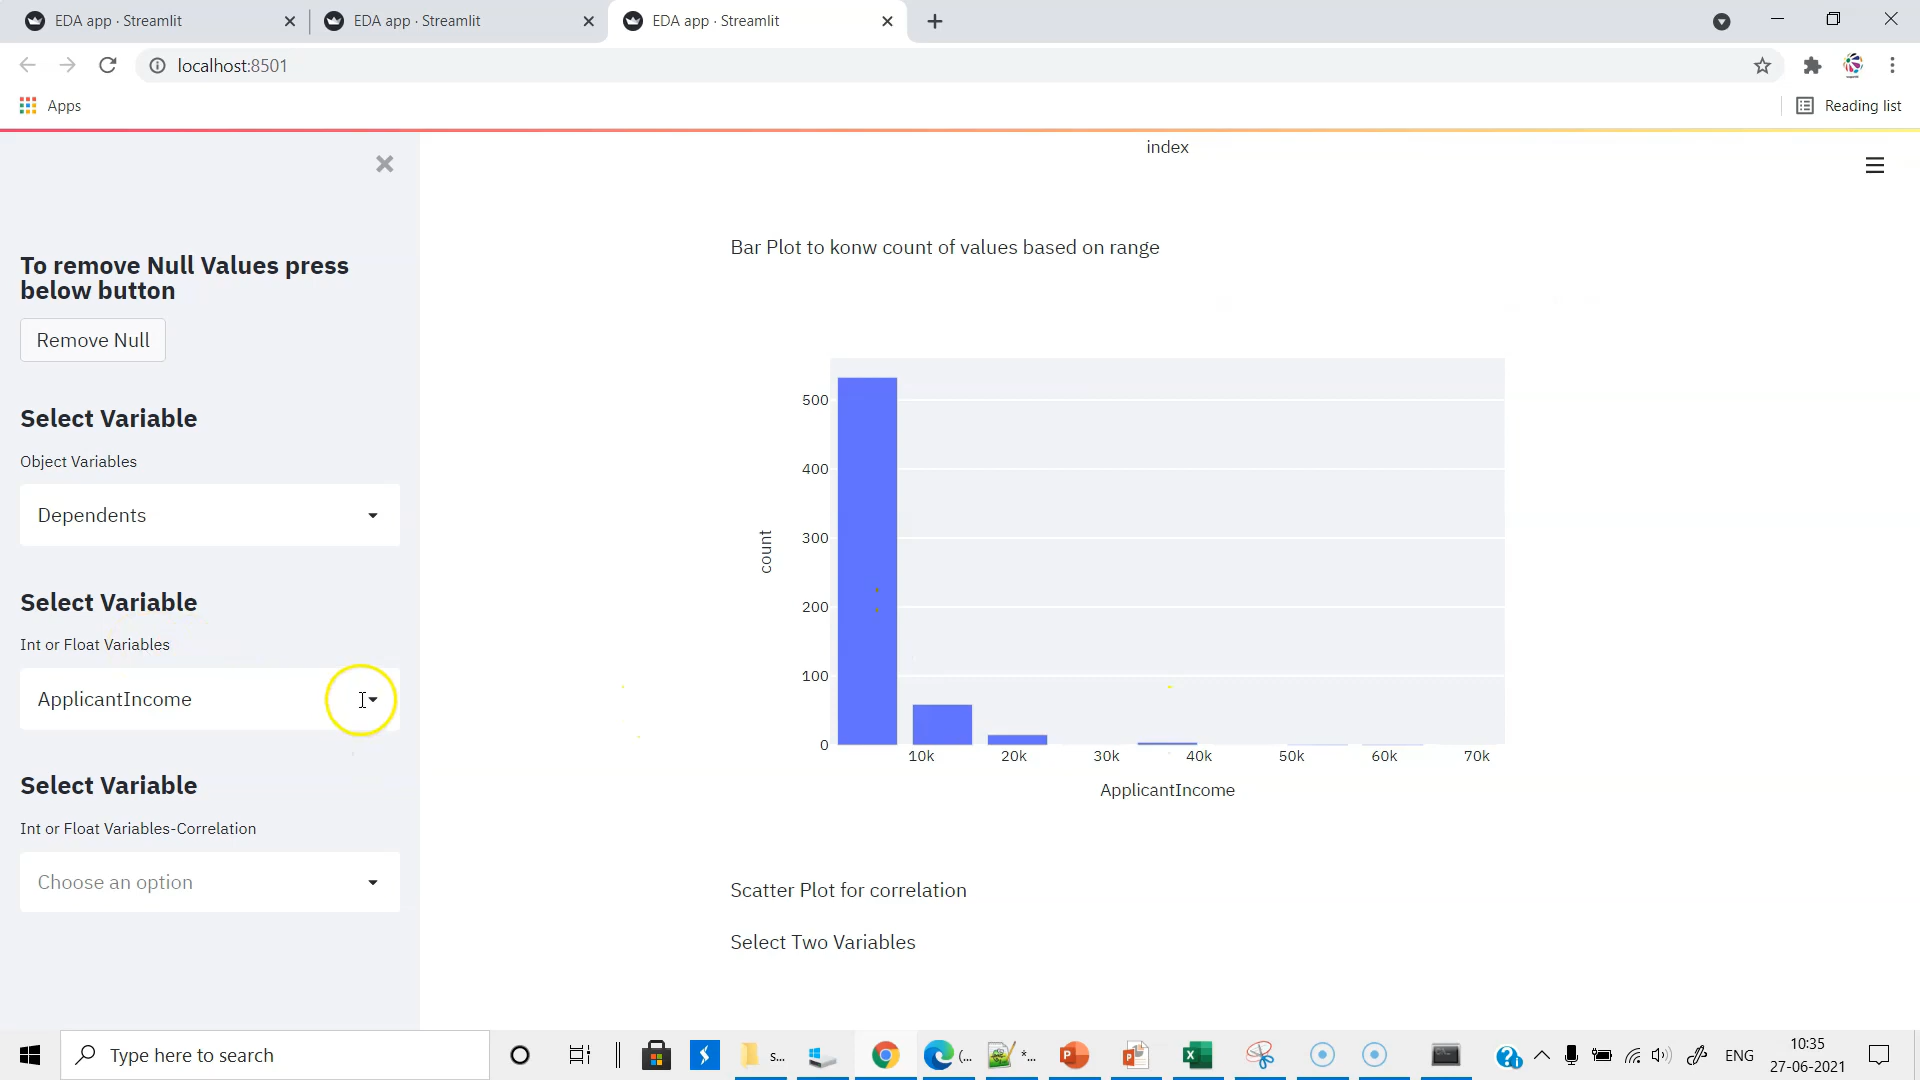 EDA app · Streamlit
EDA app · Streamlit
EDA app · Streamlit
localhost:8501
Apps
Reading list
index
To remove Null Values press
below button
Remove Null
Select Variable
Object Variables
Dependents
Select Variable
Int or Float Variables
ApplicantIncome
Select Variable
Int or Float Variables-Correlation
Choose an option
Bar Plot to konw count of values based on range
500
400
300
200
100
0
count
10k
20k
30k
40k
50k
60k
70k
ApplicantIncome
Scatter Plot for correlation
Select Two Variables
Type here to search
s...
(...
*...
ENG
10:35
27-06-2021